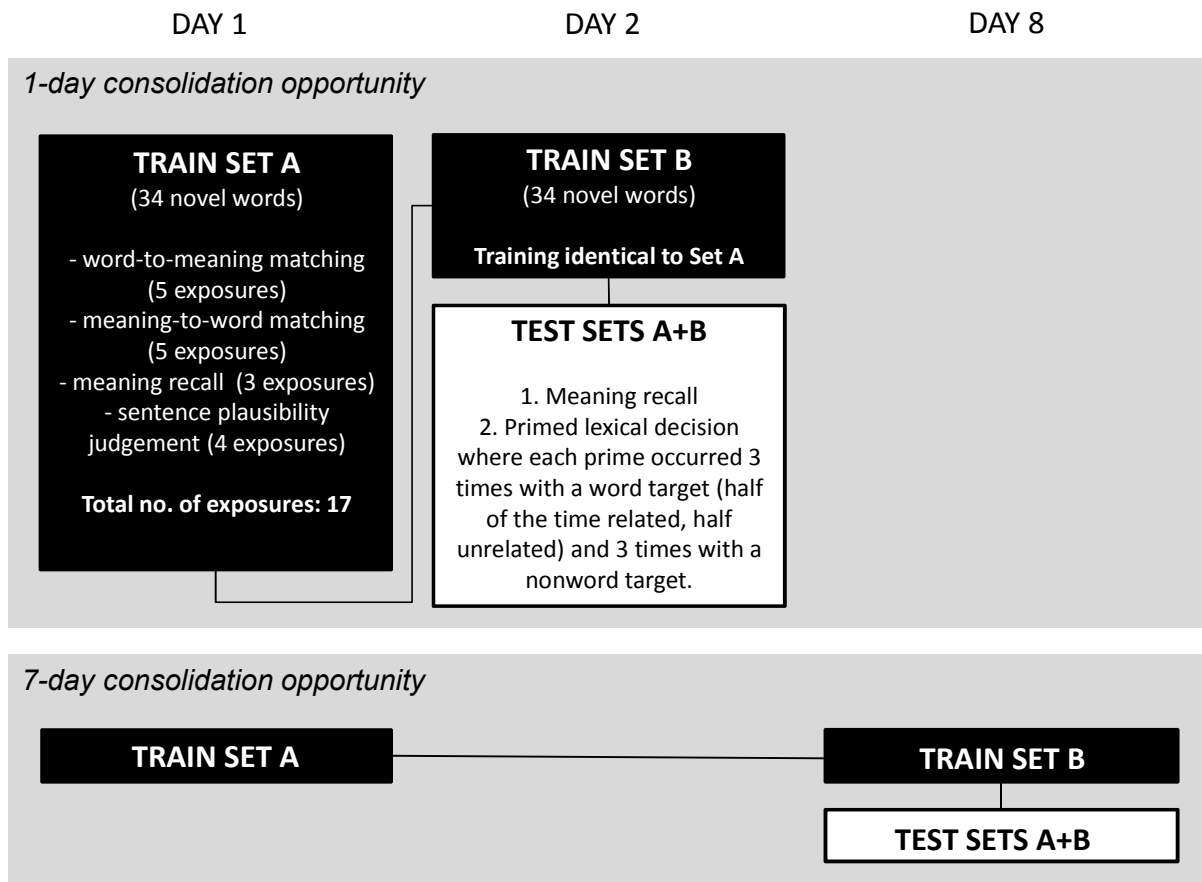 DAY 1
DAY 2
DAY 8
1-day consolidation opportunity
TRAIN SET A
(34 novel words)
- word-to-meaning matching
(5 exposures)
- meaning-to-word matching
(5 exposures)
- meaning recall (3 exposures)
- sentence plausibility
judgement (4 exposures)
Total no. of exposures: 17
TRAIN SET B
(34 novel words)
Training identical to Set A
TEST SETS A+B
1. Meaning recall
2. Primed lexical decision
where each prime occurred 3
times with a word target (half
of the time related, half
unrelated) and 3 times with a
nonword target.
7-day consolidation opportunity
TRAIN SET A
TRAIN SET B
TEST SETS A+B